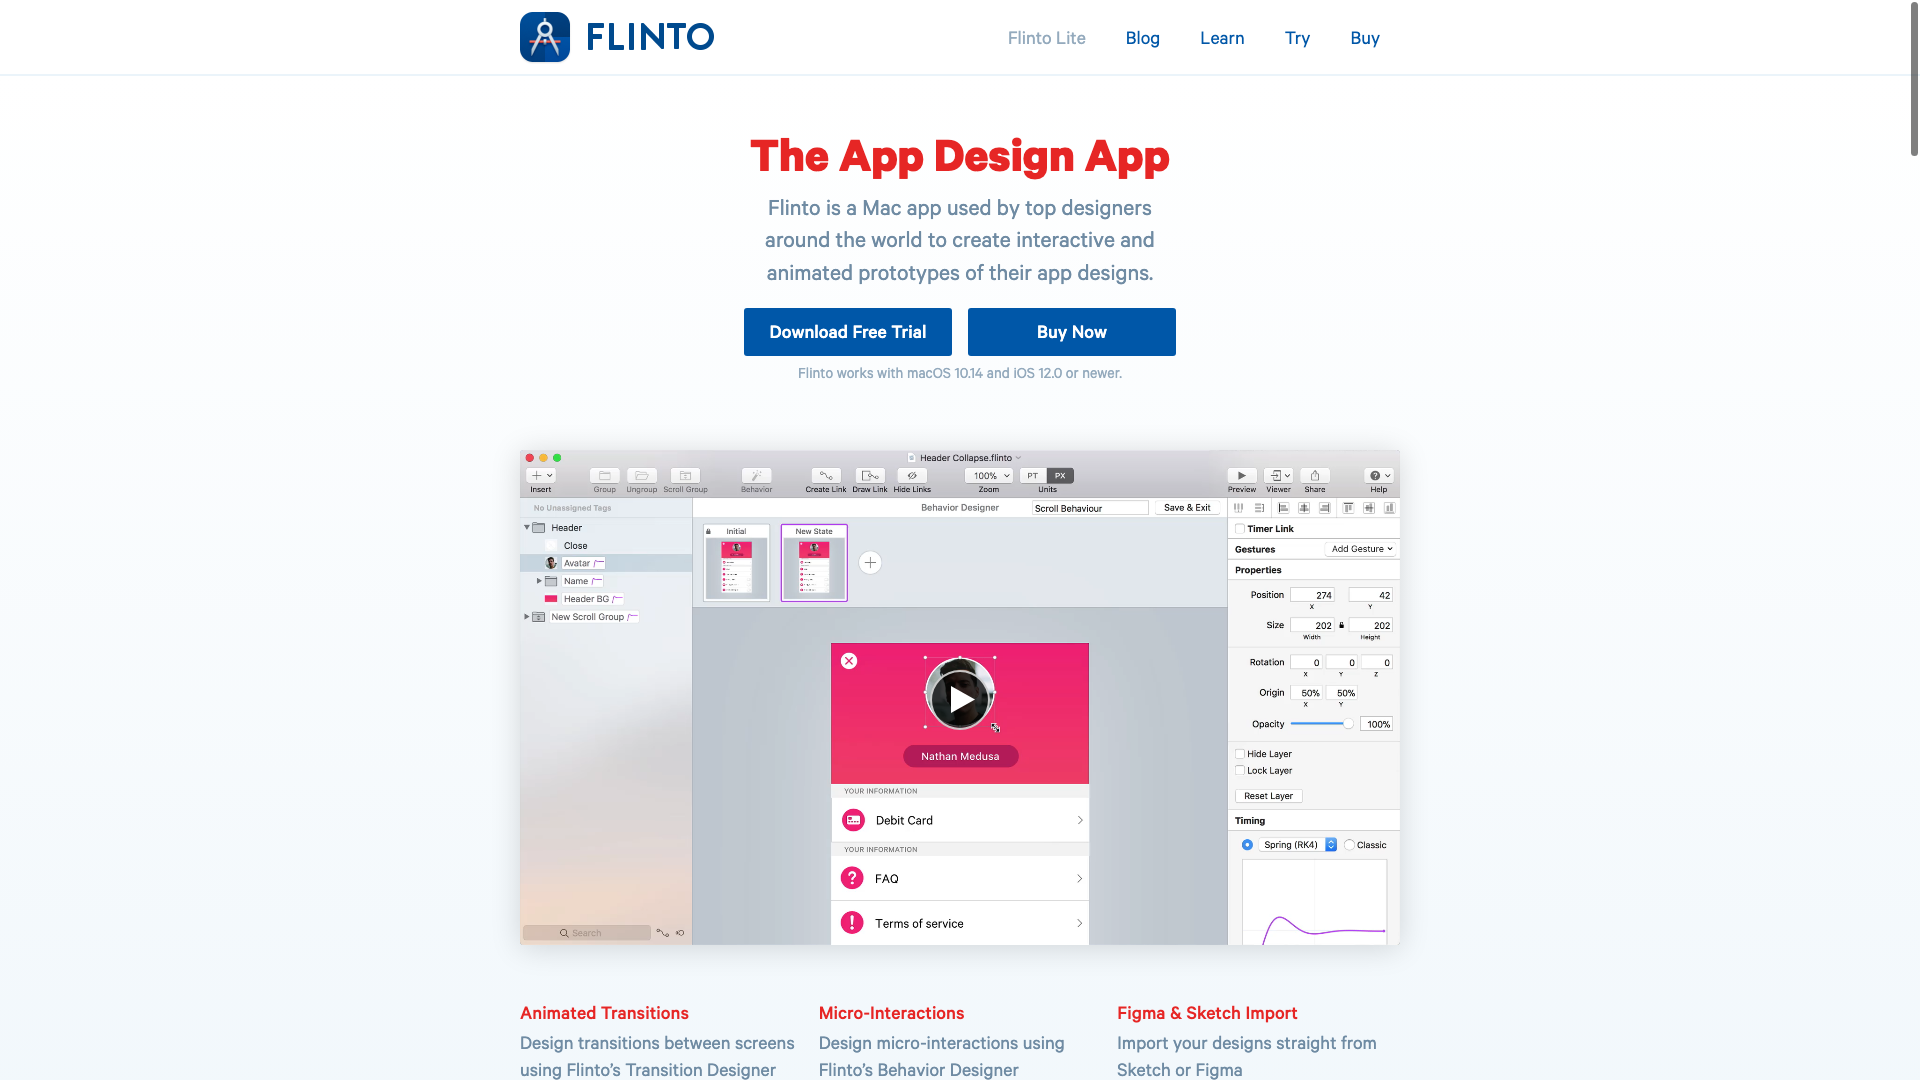 FLINTO
Flinto Lite
Blog
Learn
Try
Buy
The App Design App
Flinto is a Mac app used by top designers
around the world to create interactive and
animated prototypes of their app designs.
Download Free Trial
Buy Now
Flinto works with macOS 10.14 and iOS 12.0 or newer.
Header Collapse.flinto
100%
PT
PX
Insert
Group
Ungroup
Scroll Group
Behavior
Create Link
Draw Link
Hide Links
Zoom
Units
Preview
Viewer
Share
Help
No Unassigned Tags
Behavior Designer
Scroll Behaviour
Save & Exit
Header
Close
Avatar
Name
Header BG
New Scroll Group
Search
Initial
New State
Nathan Medusa
YOUR INFORMATION
Debit Card
YOUR INFORMATION
FAQ
Terms of service
Timer Link
Gestures
Add Gesture
Properties
Position
274
42
X
Y
Size
202
202
Width
Height
Rotation
0
0
0
X
Y
Z
Origin
50%
50%
X
Y
Opacity
100%
Hide Layer
Lock Layer
Reset Layer
Timing
Spring (RK4)
Classic
Animated Transitions
Design transitions between screens
using Flinto’s Transition Designer
Micro-Interactions
Design micro-interactions using
Flinto’s Behavior Designer
Figma & Sketch Import
Import your designs straight from
Sketch or Figma